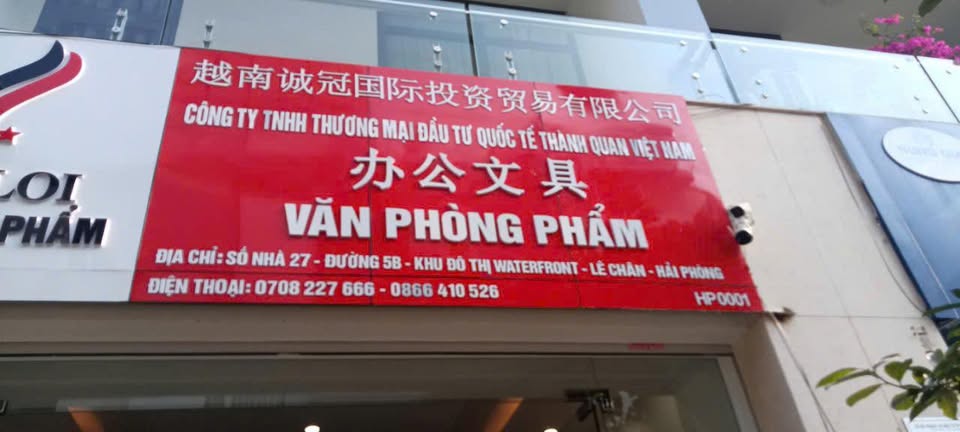 越南诚冠国际投资贸易有限公司
CÔNG TY TNHH THƯƠNG MẠI ĐẦU TƯ QUỐC TẾ THÀNH QUAN VIỆT NAM
办公文具
VĂN PHÒNG PHẨM
ĐỊA CHỈ: SỐ NHÀ 27 - ĐƯỜNG 5B - KHU ĐÔ THỊ WATERFRONT - LÊ CHÂN - HẢI PHÒNG
ĐIỆN THOẠI: 0708 227 666 - 0866 410 526
HP0001
LOI
PHẨM